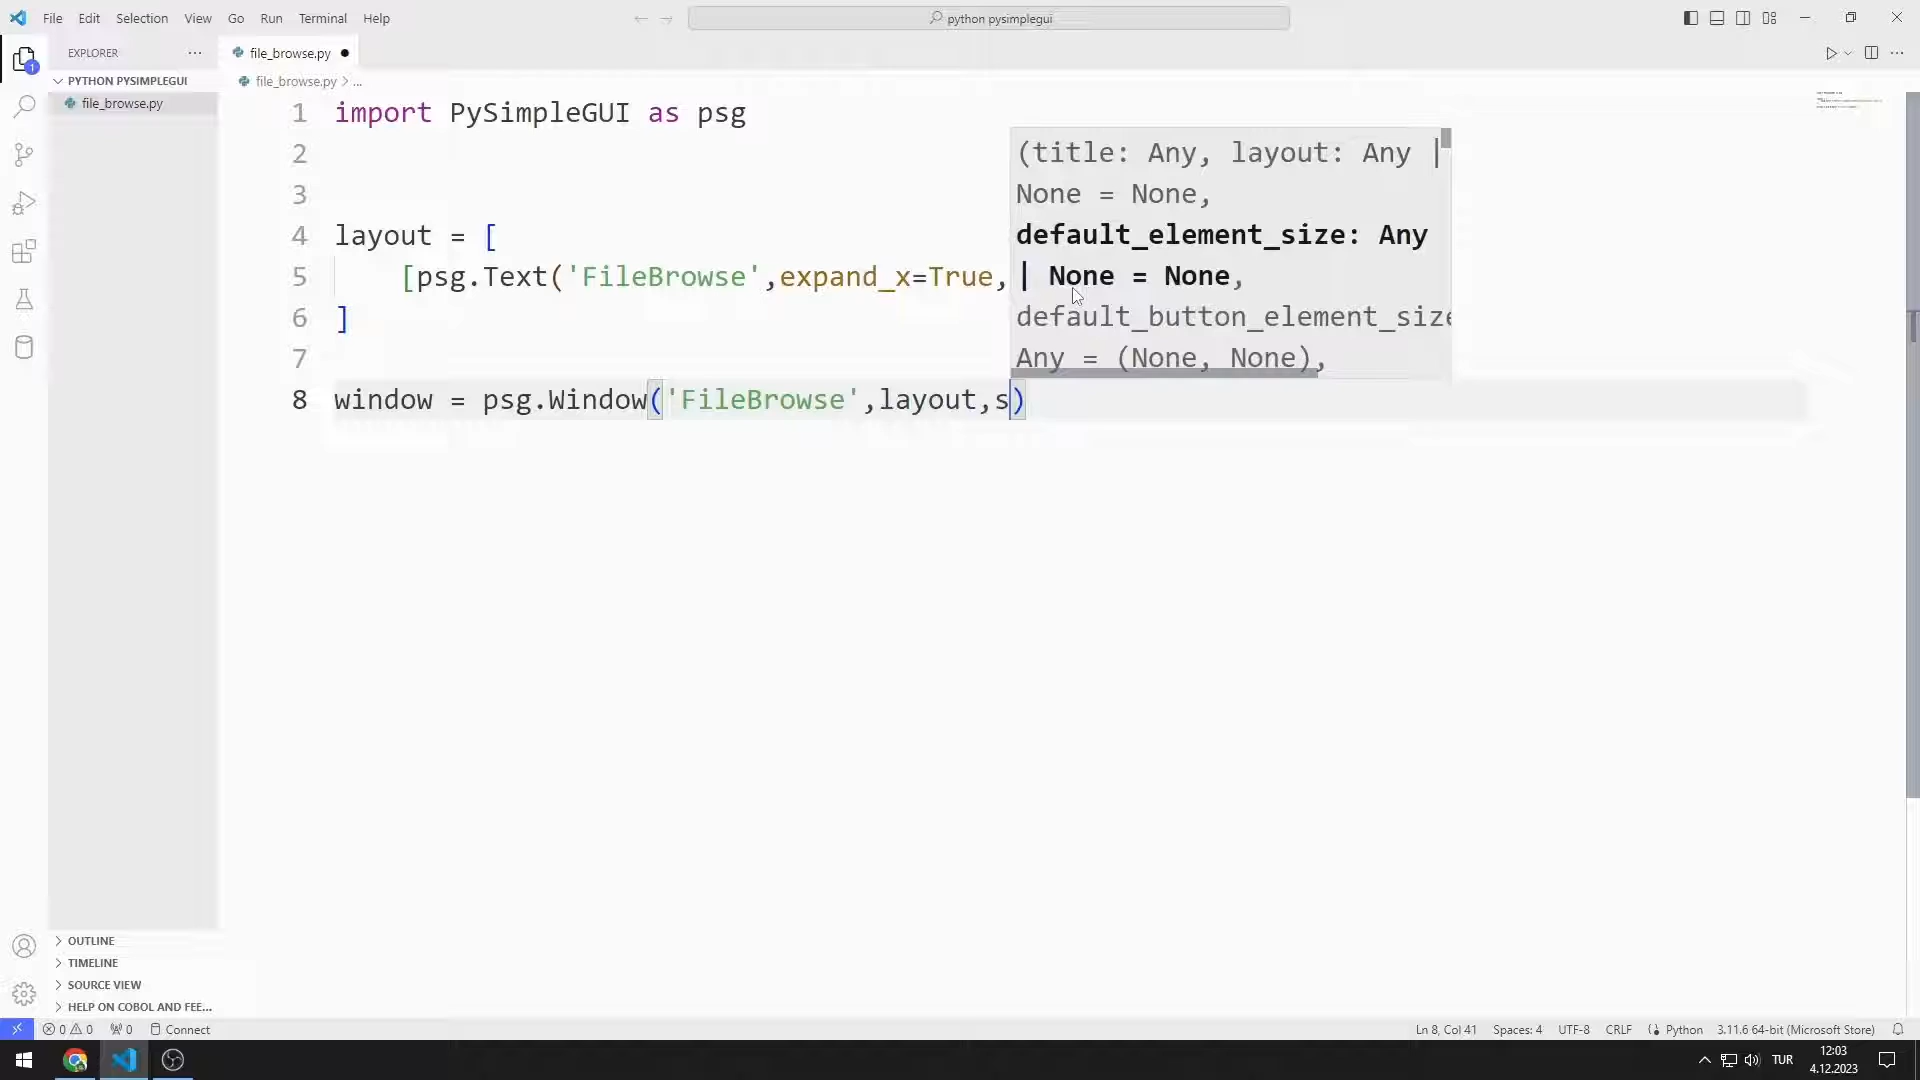 File Edit Selection View Go Run Terminal Help
python pysimplegui
EXPLORER
file_browse.py
PYTHON PYSIMPLEGUI
file_browse.py > ...
1
file_browse.py
1 import PySimpleGUI as psg
2
3
4 layout = [
5 [psg.Text('FileBrowse',expand_x=True,
6 ]
7
8 window = psg.Window('FileBrowse',layout,s)
(title: Any, layout: Any |
None = None,
default_element_size: Any
| None = None,
default_button_element_size
Any = (None, None),
OUTLINE
TIMELINE
SOURCE VIEW
HELP ON COBOL AND FEE...
0 0 0 Connect
Ln 8, Col 41 Spaces: 4 UTF-8 CRLF Python 3.11.6 64-bit (Microsoft Store)
TUR
12:03
4.12.2023